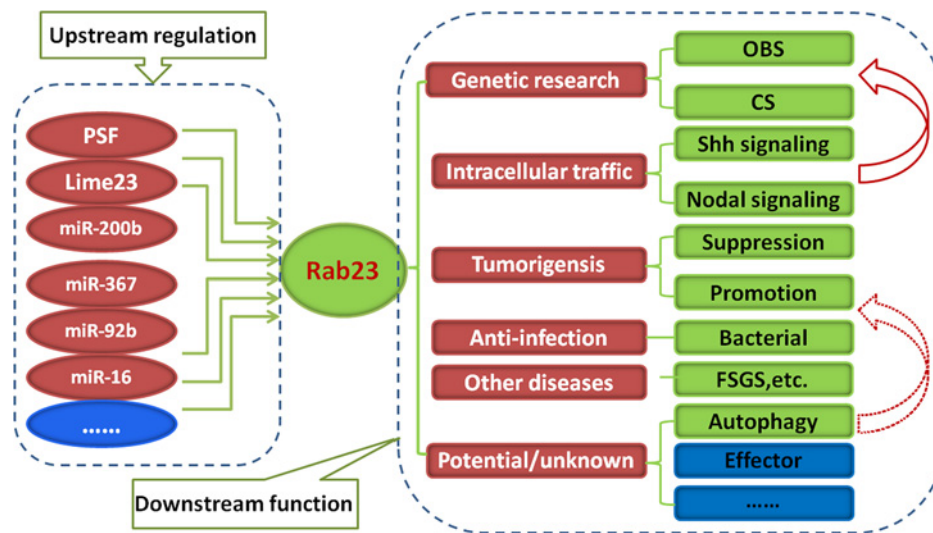 Upstream regulation
PSF
Lime23
miR-200b
miR-367
miR-92b
miR-16
......
Rab23
Downstream function
Genetic research
OBS
CS
Intracellular traffic
Shh signaling
Nodal signaling
Tumorigensis
Suppression
Promotion
Anti-infection
Bacterial
Other diseases
FSGS,etc.
Potential/unknown
Autophagy
Effector
......